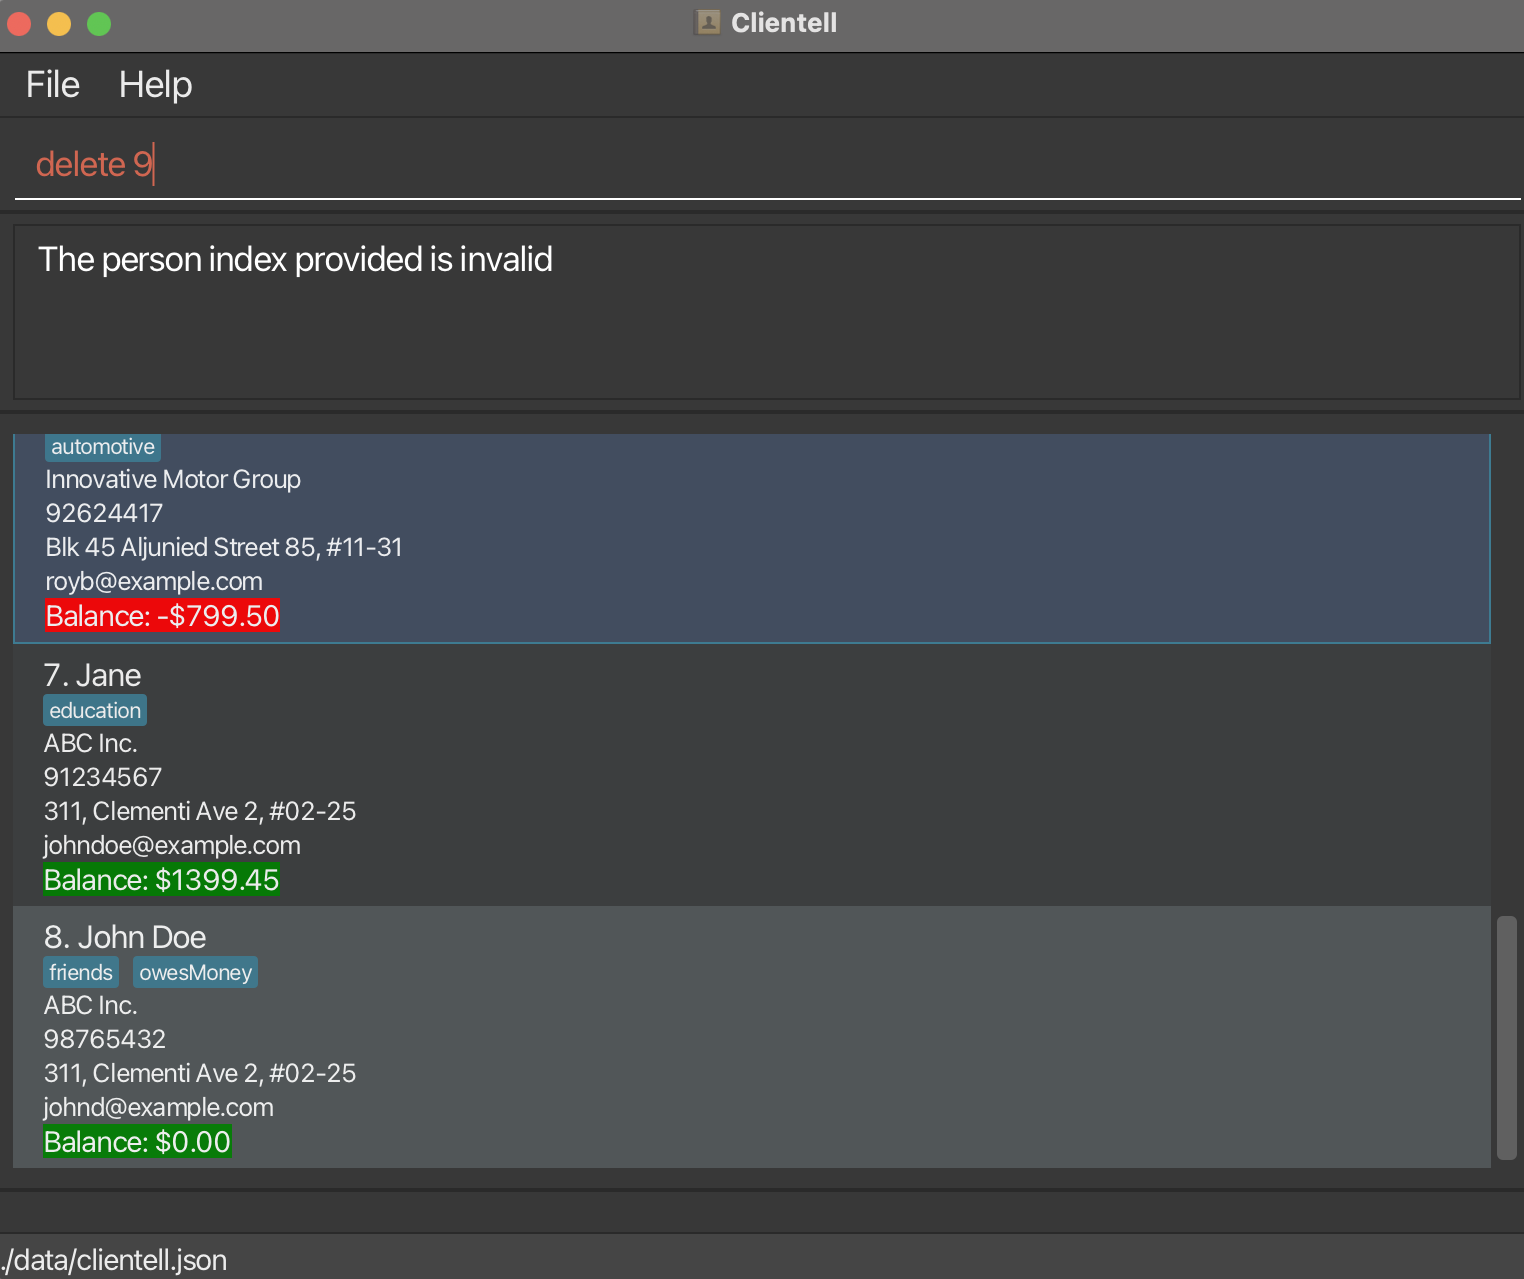 Clientell
File Help
delete 9
The person index provided is invalid
automotive
Innovative Motor Group
92624417
Blk 45 Aljunied Street 85, #11-31
royb@example.com
Balance: -$799.50
7. Jane
education
ABC Inc.
91234567
311, Clementi Ave 2, #02-25
johndoe@example.com
Balance: $1399.45
8. John Doe
friends owesMoney
ABC Inc.
98765432
311, Clementi Ave 2, #02-25
johnd@example.com
Balance: $0.00
./data/clientell.json